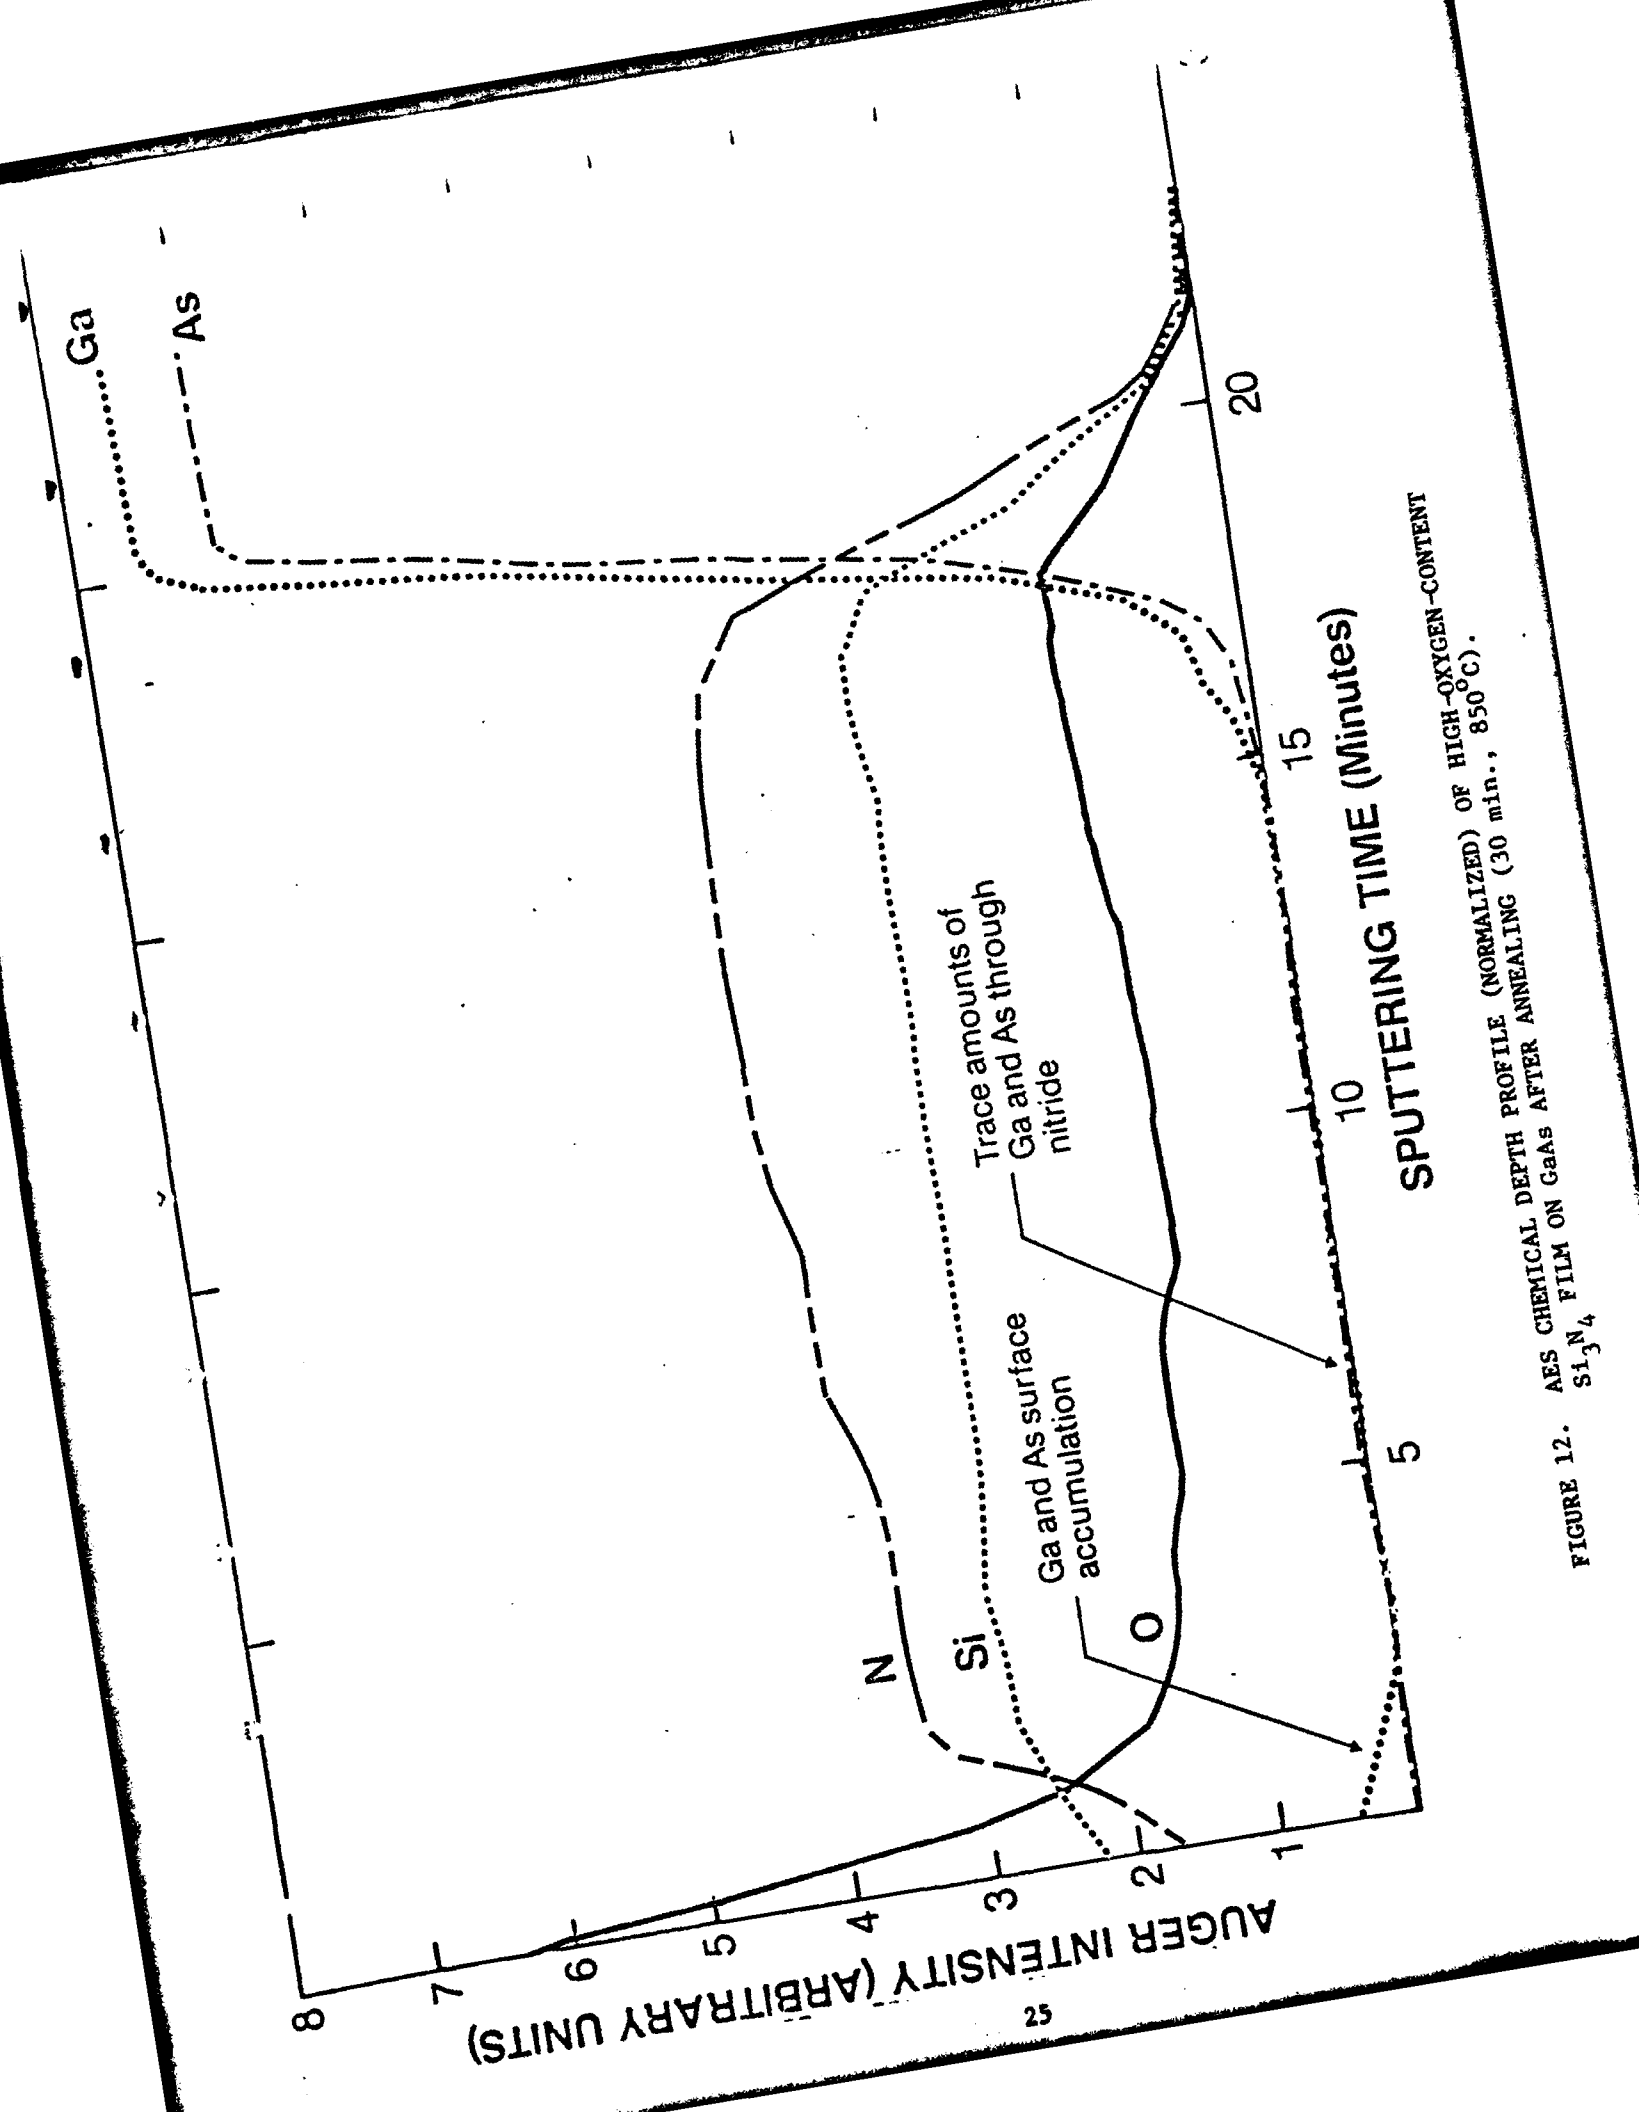 8
7
6
5
4
3
2
1
AUGER INTENSITY (ARBITRARY UNITS)
Ga
As
N
Si
O
Trace amounts of
Ga and As through
nitride
Ga and As surface
accumulation
5
10
15
20
SPUTTERING TIME (Minutes)
FIGURE 12. AES CHEMICAL DEPTH PROFILE (NORMALIZED) OF HIGH-OXYGEN-CONTENT
Si3N4 FILM ON GaAs AFTER ANNEALING (30 min., 850°C).
25